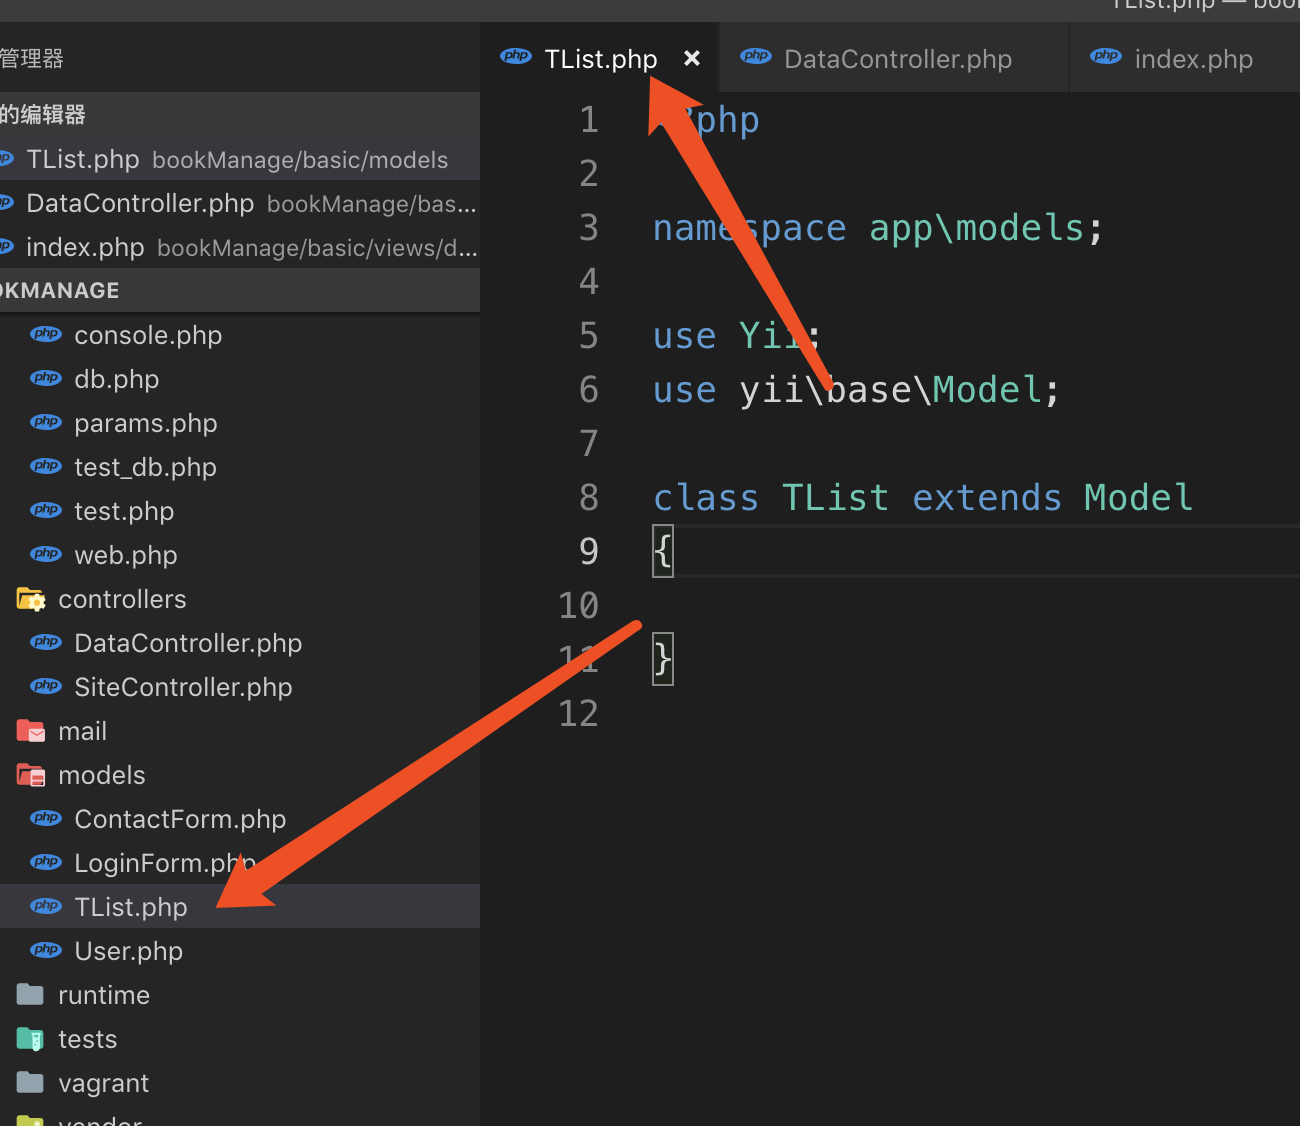 TList.php — boo
管理器
TList.php × DataController.php index.php
的编辑器
TList.php bookManage/basic/models
DataController.php bookManage/bas...
index.php bookManage/basic/views/d...
OKMANAGE
console.php
db.php
params.php
test_db.php
test.php
web.php
controllers
DataController.php
SiteController.php
mail
models
ContactForm.php
LoginForm.php
TList.php
User.php
runtime
tests
vagrant
vendor
1 ?php
2
3 namespace app\models;
4
5 use Yii;
6 use yii\base\Model;
7
8 class TList extends Model
9 {
10
11 }
12